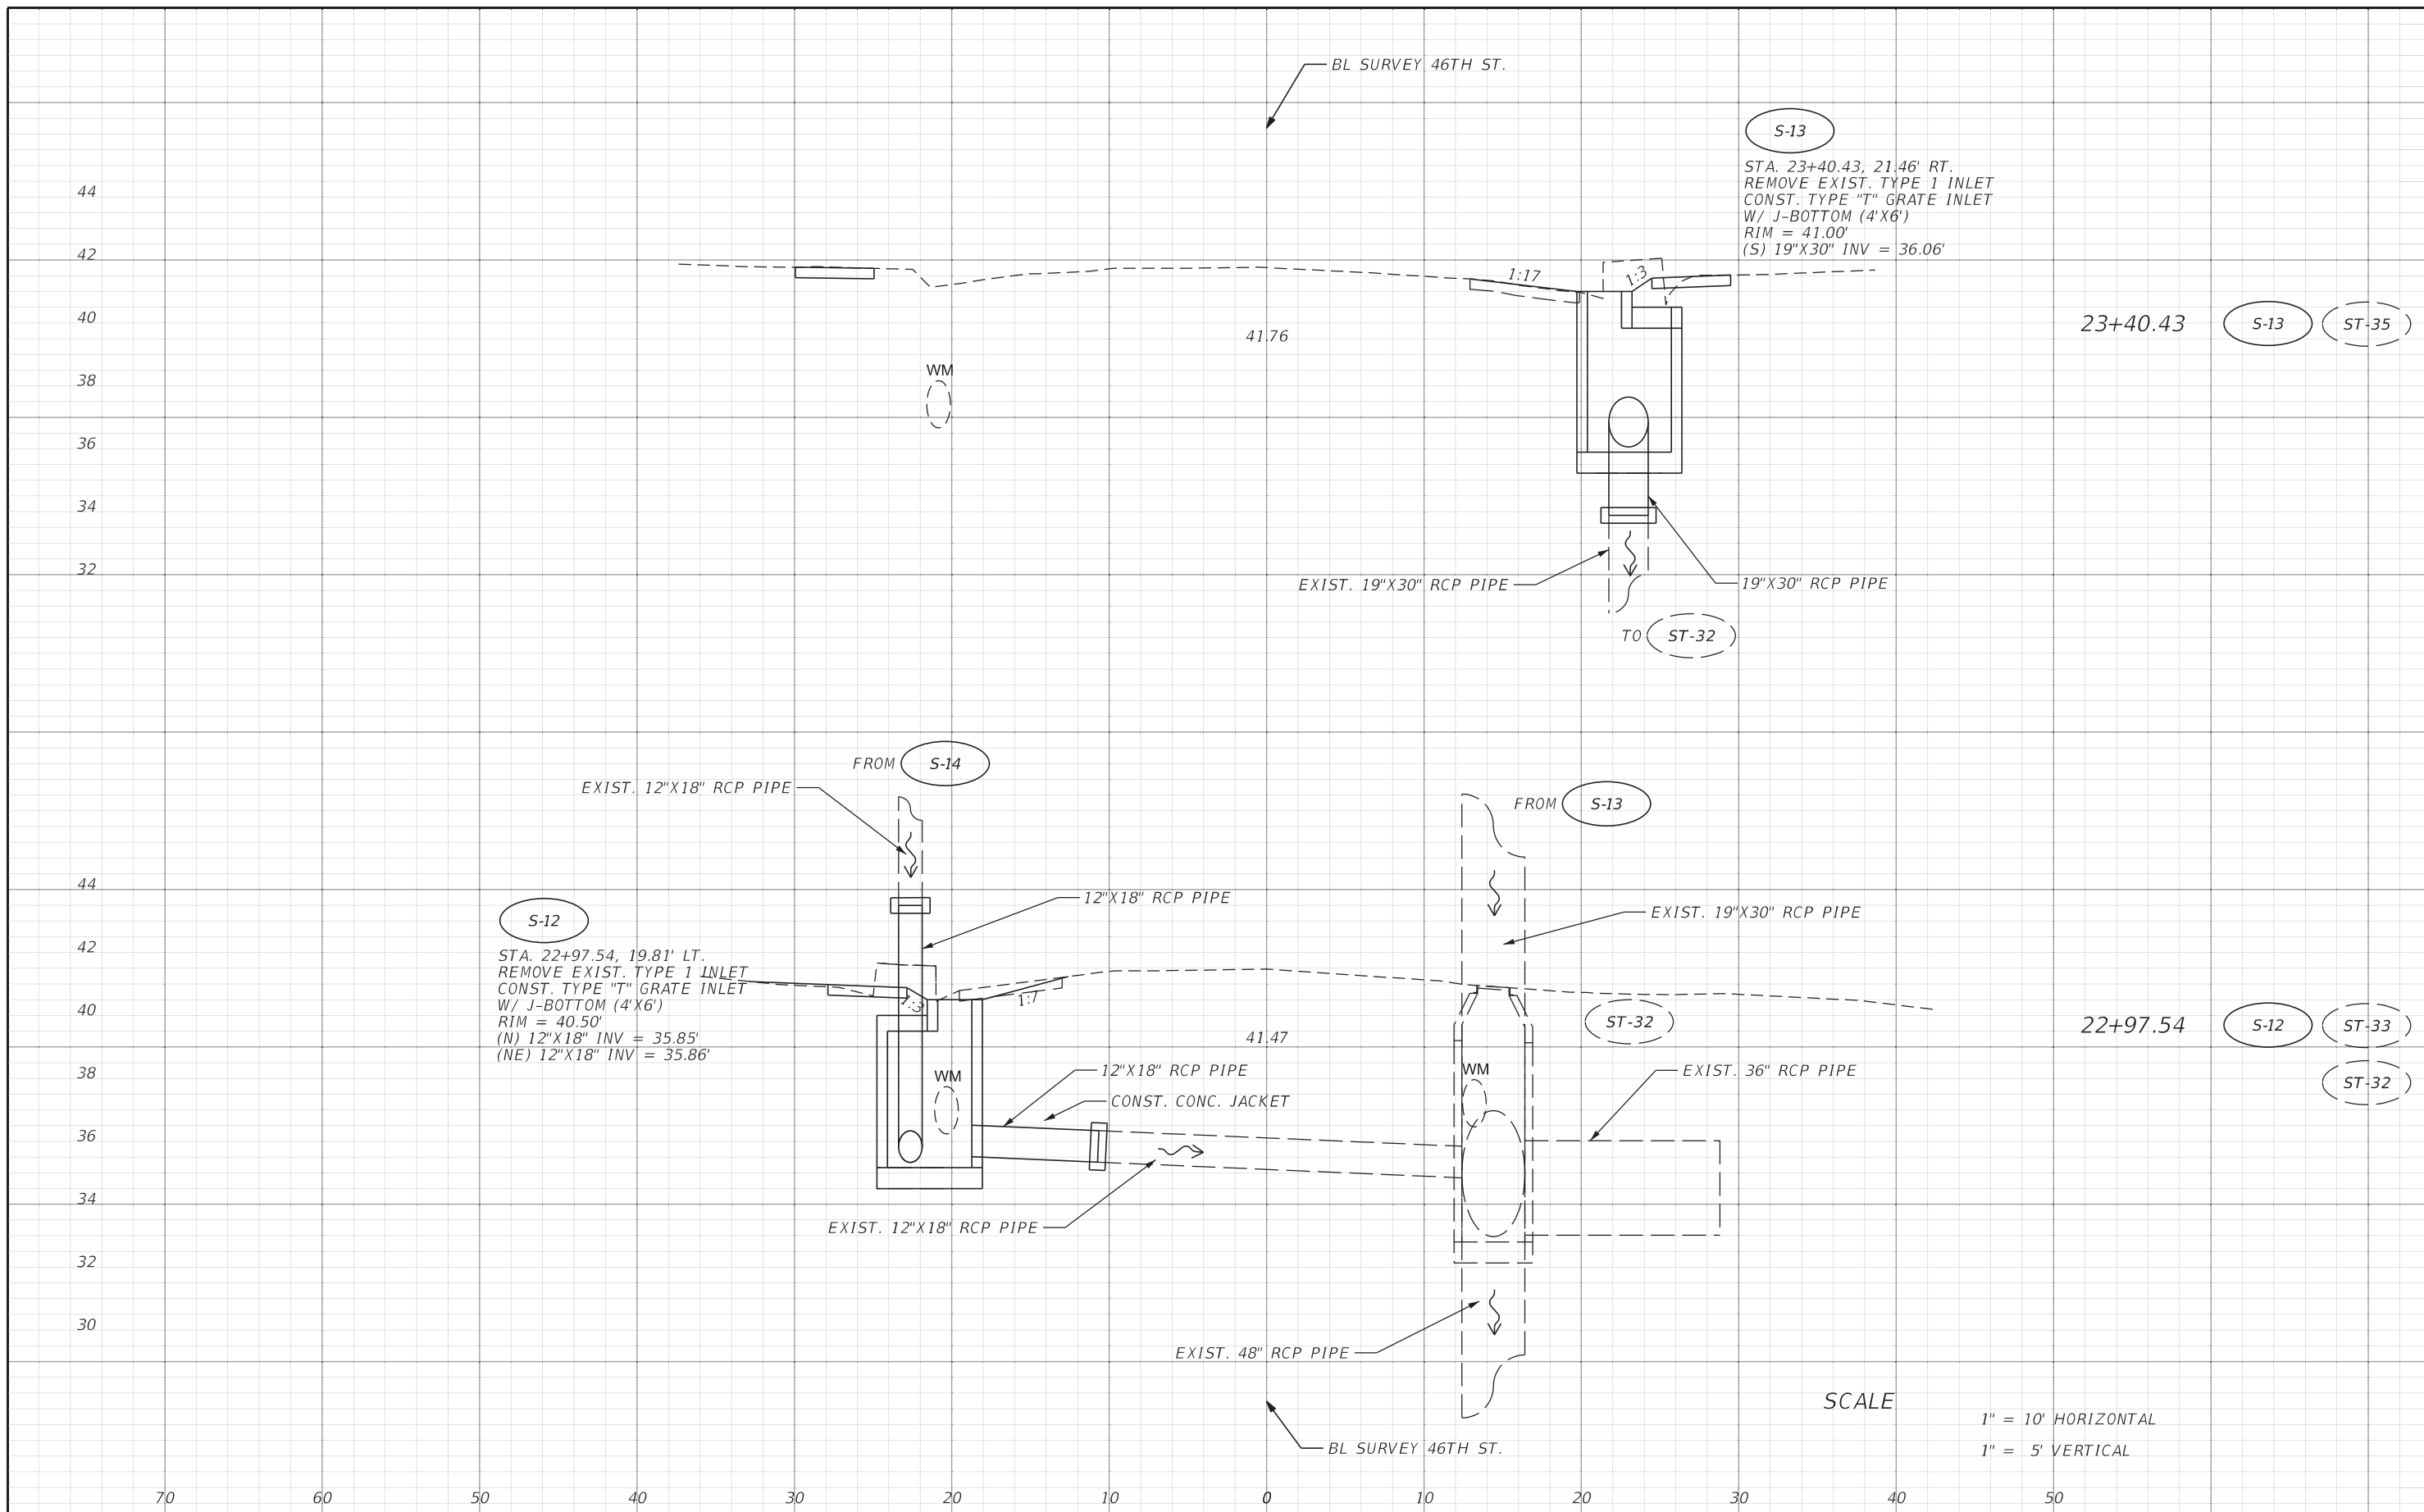 BL SURVEY 46TH ST.
S-13
STA. 23+40.43, 21.46' RT.
REMOVE EXIST. TYPE 1 INLET
CONST. TYPE "T" GRATE INLET
W/ J-BOTTOM (4'X6')
RIM = 41.00'
(S) 19"X30" INV = 36.06'
44
42
40
38
36
34
32
1:17
1:3
41.76
WM
23+40.43
S-13
ST-35
EXIST. 19"X30" RCP PIPE
19"X30" RCP PIPE
TO
ST-32
FROM
S-14
EXIST. 12"X18" RCP PIPE
FROM
S-13
44
42
40
38
36
34
32
30
12"X18" RCP PIPE
EXIST. 19"X30" RCP PIPE
S-12
STA. 22+97.54, 19.81' LT.
REMOVE EXIST. TYPE 1 INLET
CONST. TYPE "T" GRATE INLET
W/ J-BOTTOM (4'X6')
RIM = 40.50'
(N) 12"X18" INV = 35.85'
(NE) 12"X18" INV = 35.86'
1:3
1:7
41.47
ST-32
22+97.54
S-12
ST-33
ST-32
WM
WM
12"X18" RCP PIPE
CONST. CONC. JACKET
EXIST. 36" RCP PIPE
EXIST. 12"X18" RCP PIPE
EXIST. 48" RCP PIPE
BL SURVEY 46TH ST.
SCALE
1" = 10' HORIZONTAL
1" = 5' VERTICAL
70 60 50 40 30 20 10 0 10 20 30 40 50